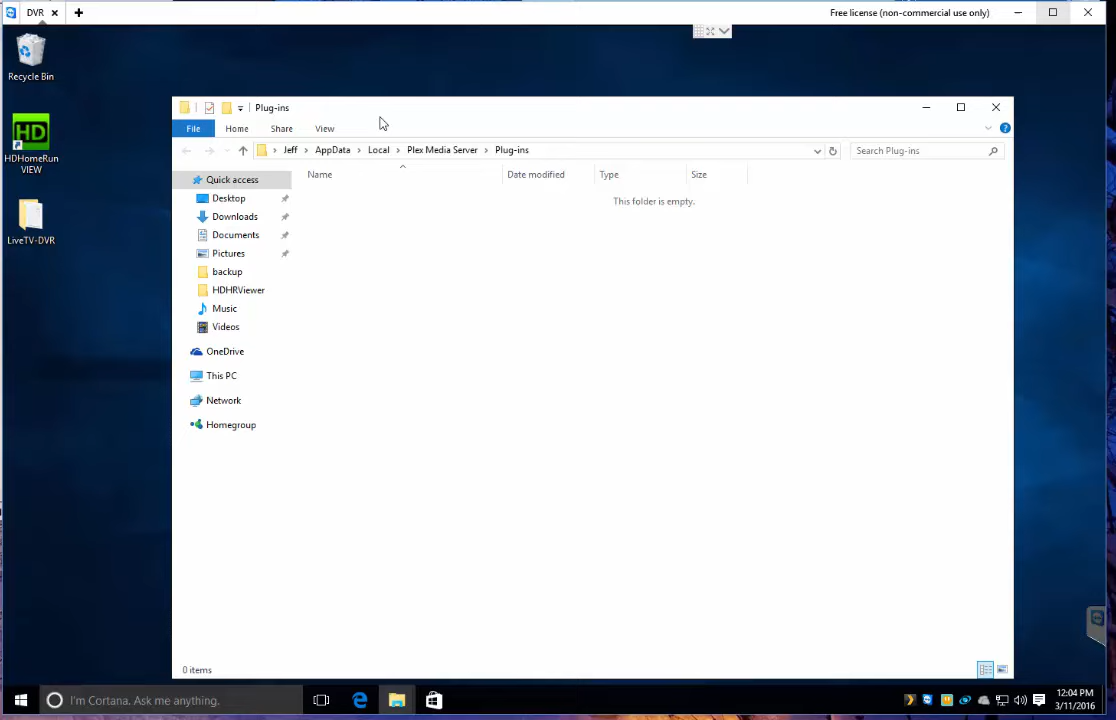 DVR
Free license (non-commercial use only)
Recycle Bin
HD
HDHomeRun
VIEW
LiveTV-DVR
Plug-ins
File Home Share View
Jeff AppData Local Plex Media Server Plug-ins
Search Plug-ins
Name Date modified Type Size
This folder is empty.
Quick access
Desktop
Downloads
Documents
Pictures
backup
HDHRViewer
Music
Videos
OneDrive
This PC
Network
Homegroup
0 items
I'm Cortana. Ask me anything.
12:04 PM
3/11/2016